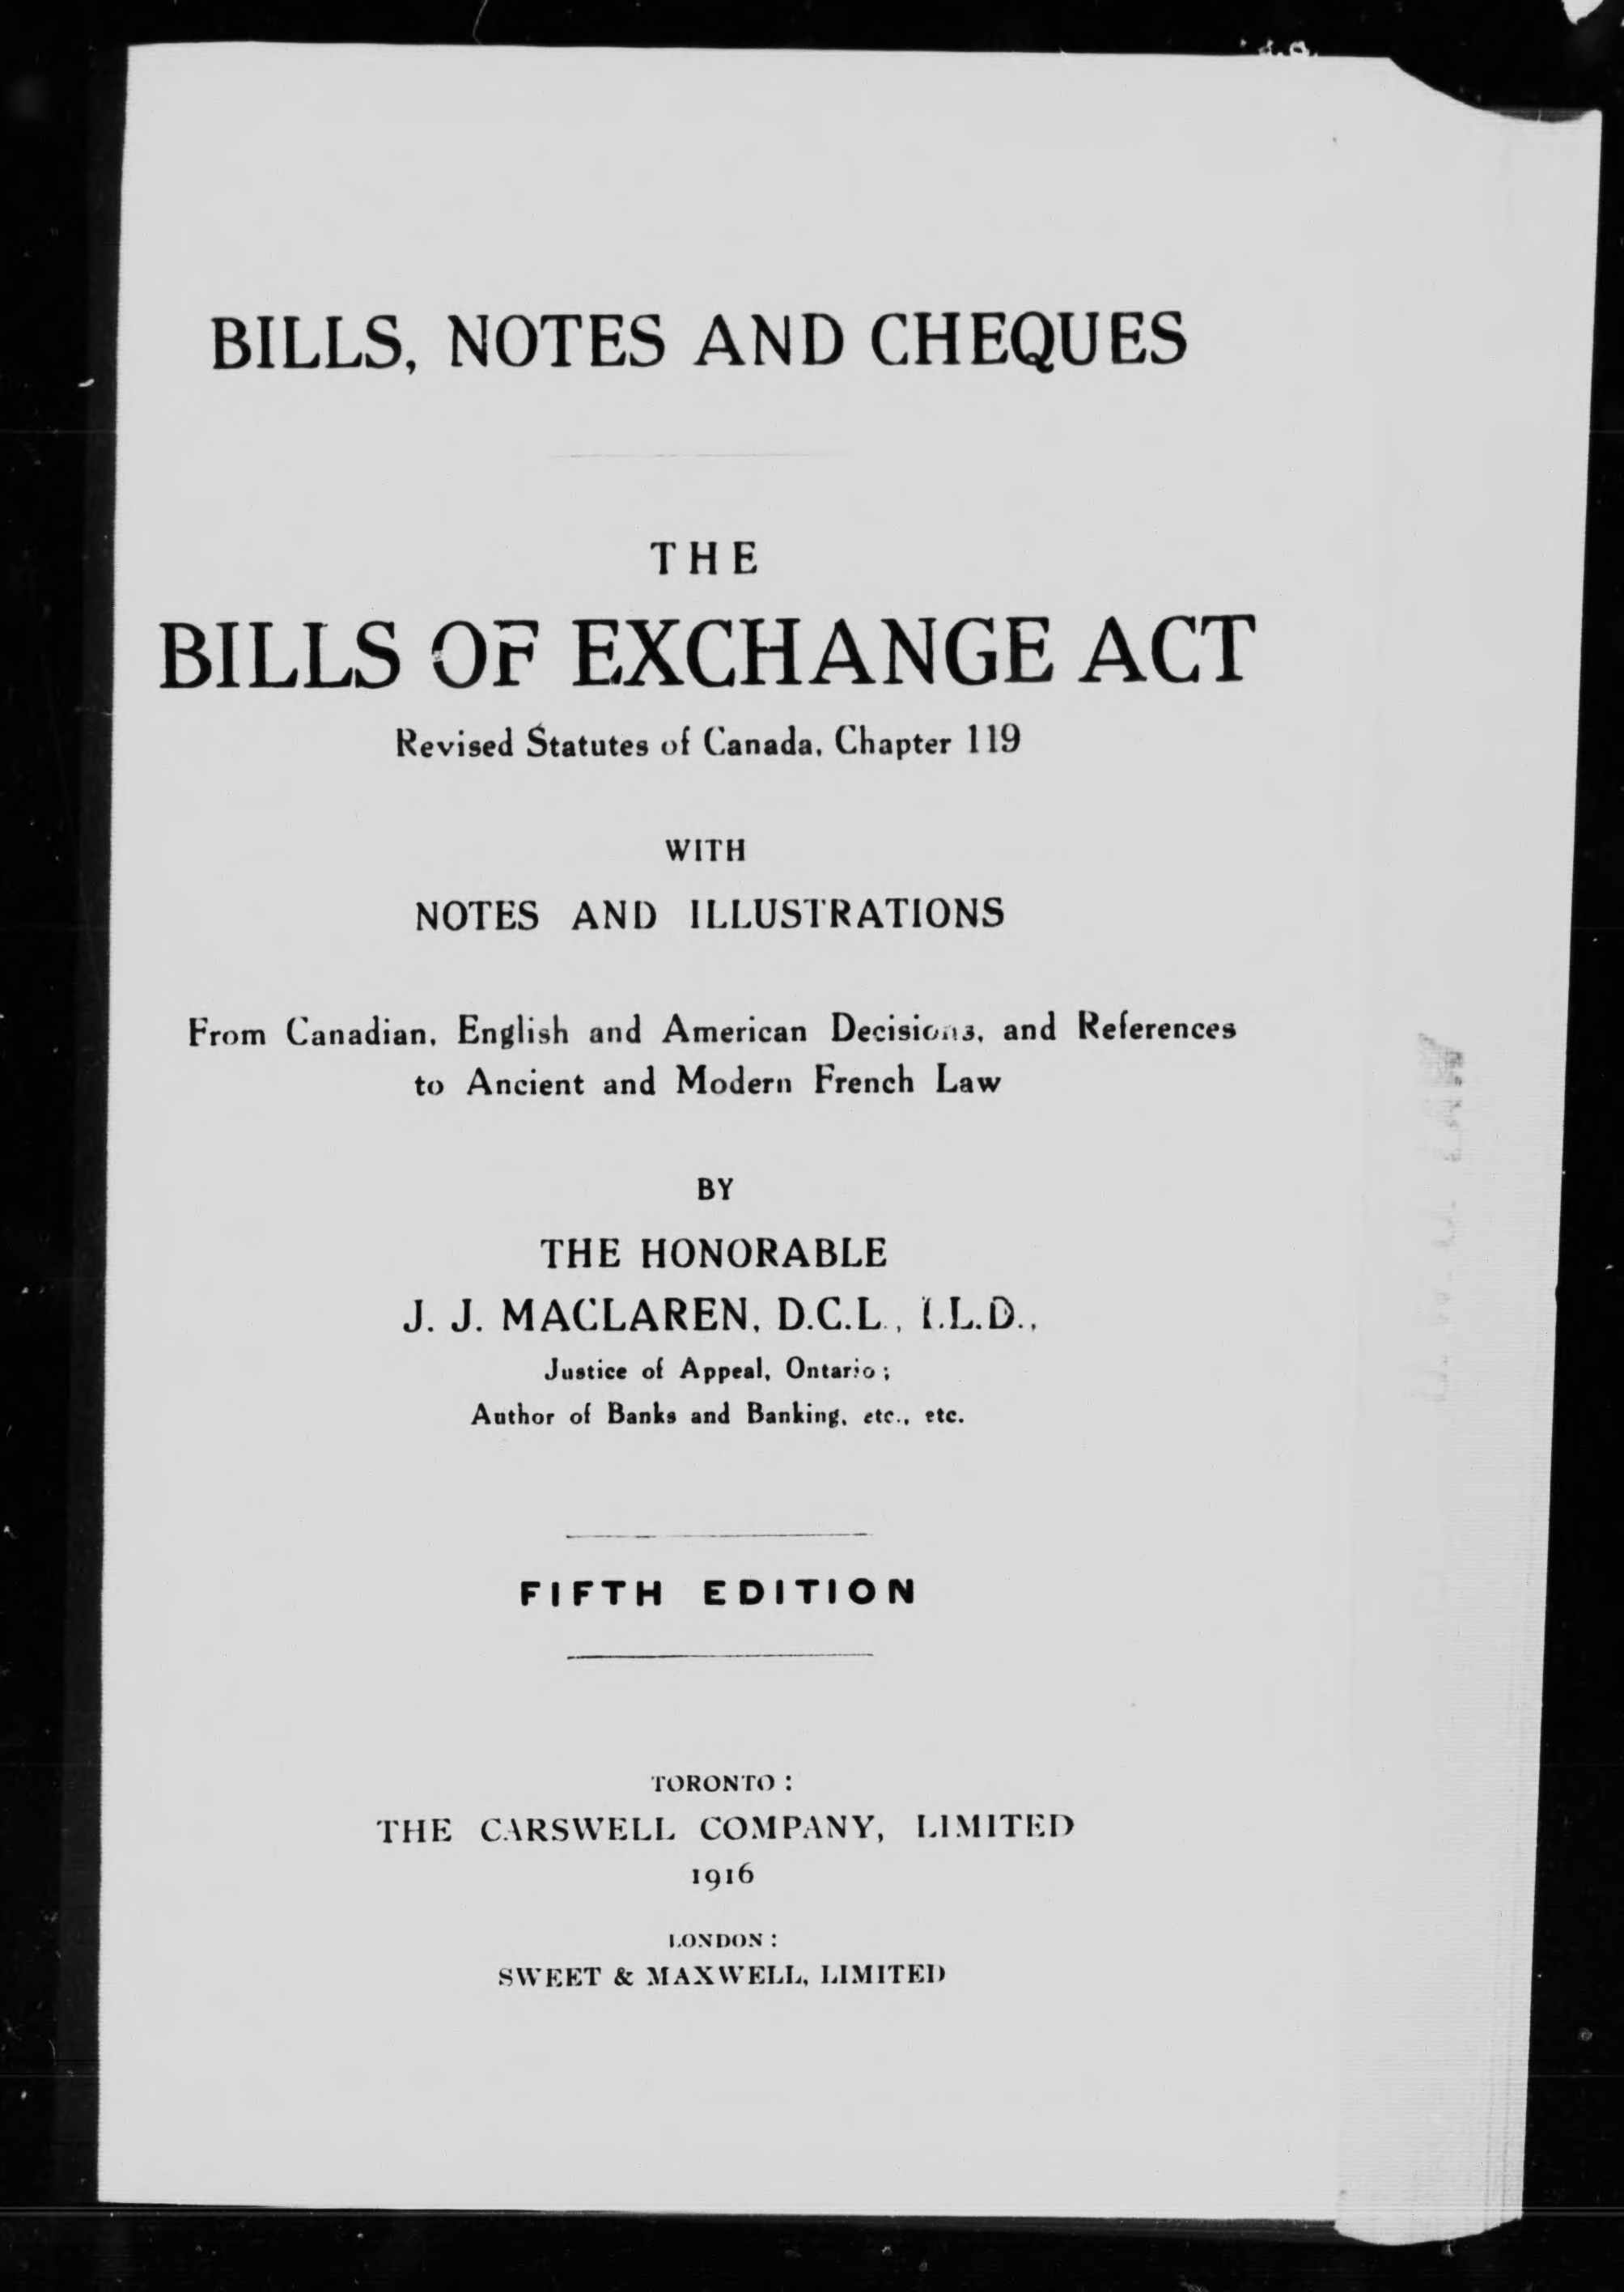 BILLS, NOTES AND CHEQUES
THE
BILLS OF EXCHANGE ACT
Revised Statutes of Canada, Chapter 119
WITH
NOTES AND ILLUSTRATIONS
From Canadian, English and American Decisions, and References
to Ancient and Modern French Law
BY
THE HONORABLE
J. J. MACLAREN, D.C.L., LL.D.,
Justice of Appeal, Ontario;
Author of Banks and Banking, etc., etc.
FIFTH EDITION
TORONTO:
THE CARSWELL COMPANY, LIMITED
1916
LONDON:
SWEET & MAXWELL, LIMITED